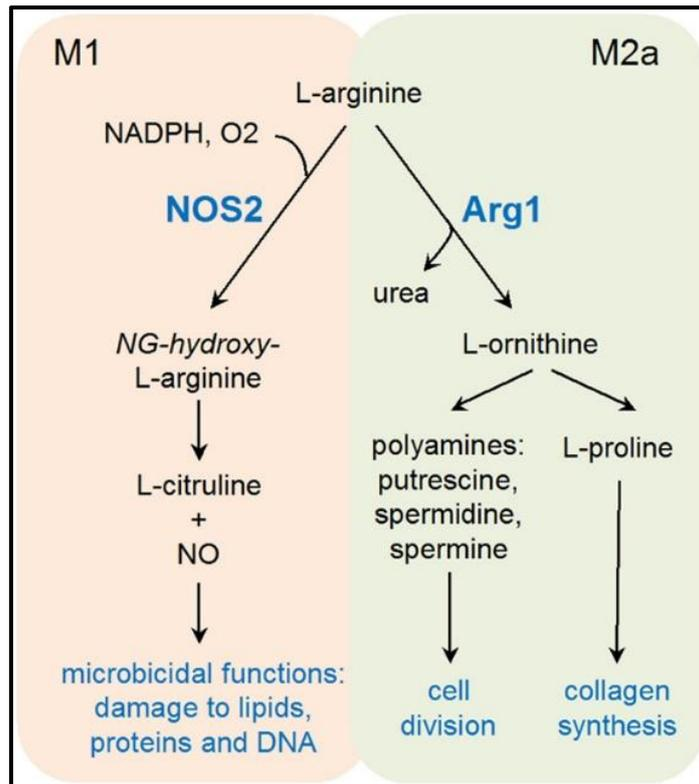 M1
M2a
L-arginine
NADPH, O2
NOS2
Arg1
urea
NG-hydroxy-
L-arginine
L-ornithine
L-citruline
+
NO
polyamines:
putrescine,
spermidine,
spermine
L-proline
microbicidal functions:
damage to lipids,
proteins and DNA
cell
division
collagen
synthesis